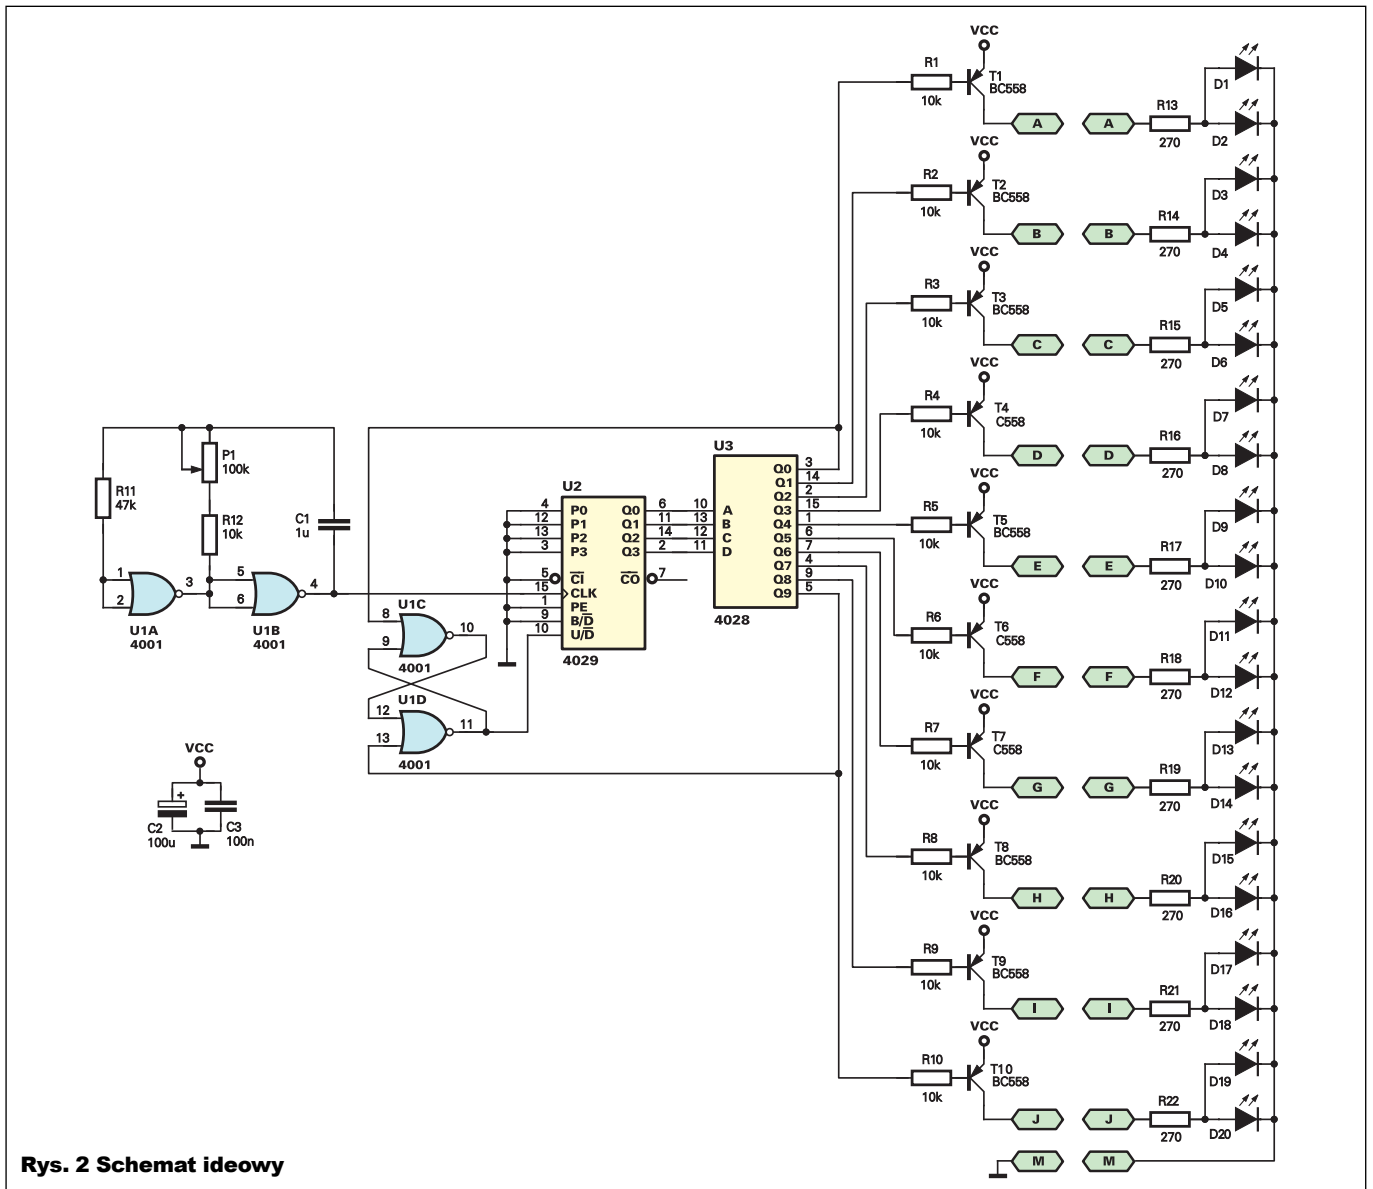 VCC
R1
10k
T1
BC558
A
A
R13
270
D1
D2
VCC
R2
10k
T2
BC558
B
B
R14
270
D3
D4
VCC
R3
10k
T3
BC558
C
C
R15
270
D5
D6
VCC
R4
10k
T4
C558
D
D
R16
270
D7
D8
VCC
R5
10k
T5
BC558
E
E
R17
270
D9
D10
VCC
R6
10k
T6
C558
F
F
R18
270
D11
D12
VCC
R7
10k
T7
C558
G
G
R19
270
D13
D14
VCC
R8
10k
T8
BC558
H
H
R20
270
D15
D16
VCC
R9
10k
T9
BC558
I
I
R21
270
D17
D18
VCC
R10
10k
T10
BC558
J
J
R22
270
D19
D20
M
M
R11
47k
P1
100k
R12
10k
C1
1u
1
2
3
U1A
4001
5
6
4
U1B
4001
8
9
10
U1C
4001
12
13
11
U1D
4001
U2
4 P0 Q0 6
12 P1 Q1 11
13 P2 Q2 14
3 P3 Q3 2
5 CI CO 7
15 CLK
1 PE
9 B/D
10 U/D
4029
U3
10 A
13 B
12 C
11 D
Q0 3
Q1 14
Q2 2
Q3 15
Q4 1
Q5 6
Q6 7
Q7 4
Q8 9
Q9 5
4028
VCC
+
C2
100u
C3
100n
Rys. 2 Schemat ideowy